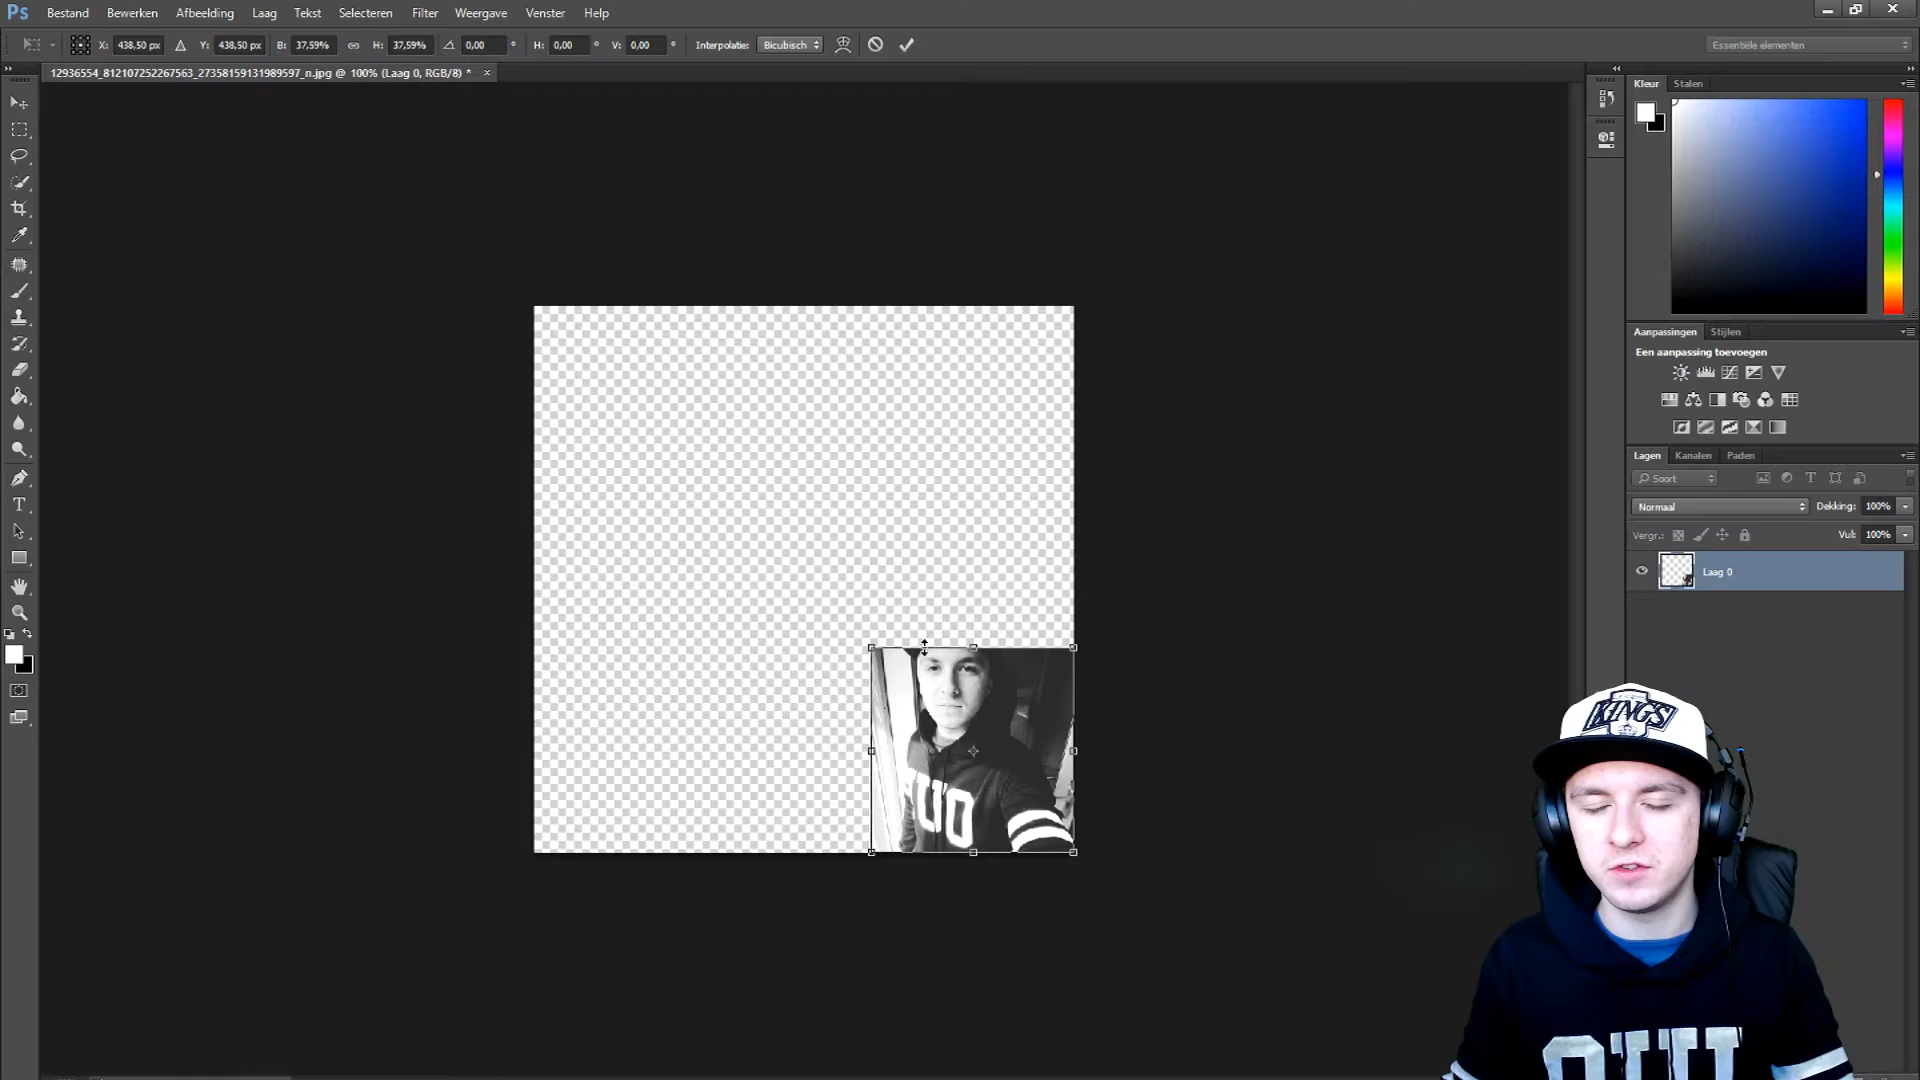 Ps Bestand Bewerken Afbeelding Laag Tekst Selecteren Filter Weergave Venster Help
X: 438,50 px Y: 438,50 px B: 37,59% H: 37,59% 0,00 ° H: 0,00 ° V: 0,00 ° Interpolatie: Bicubisch Essentiële elementen
12936554_812107252267563_27358159131989597_n.jpg @ 100% (Laag 0, RGB/8) *
Kleur Stalen
Aanpassingen Stijlen
Een aanpassing toevoegen
Lagen Kanalen Paden
Soort
Normaal Dekking: 100%
Vergr.: Vul: 100%
Laag 0
KINGS